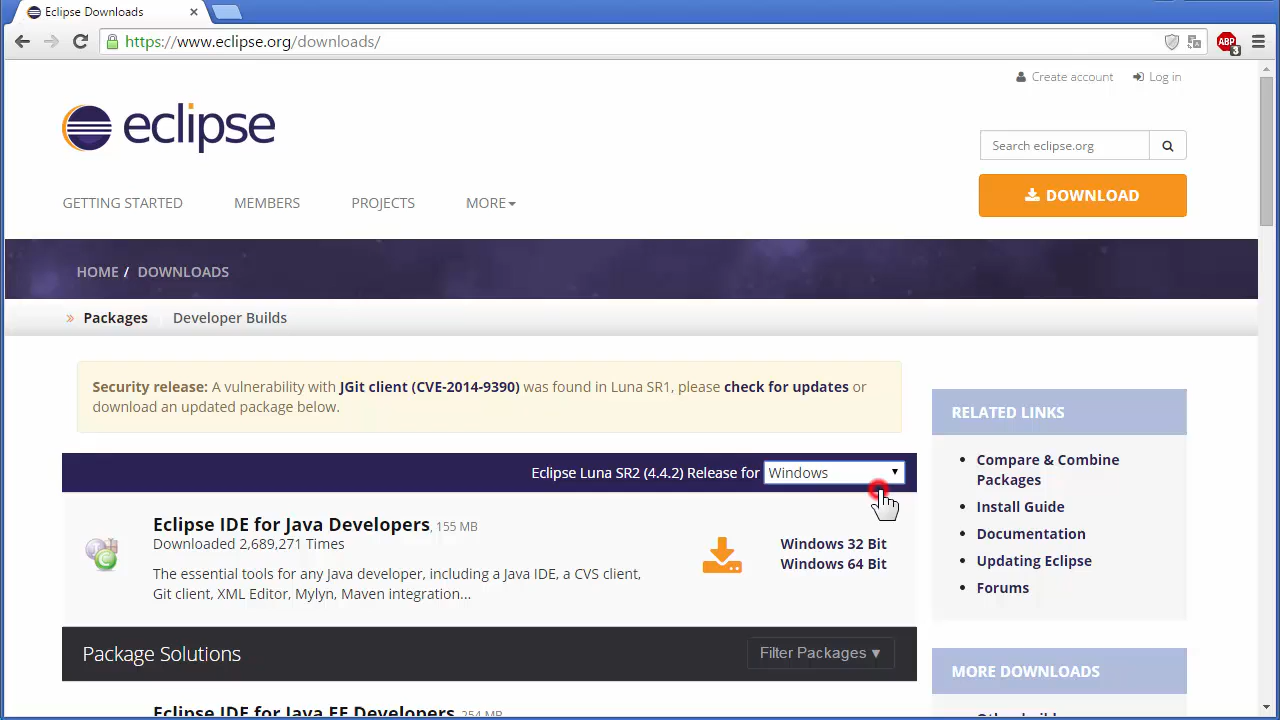 Eclipse Downloads
https://www.eclipse.org/downloads/
ABP
3
Create account
Log in
eclipse
Search eclipse.org
DOWNLOAD
GETTING STARTED
MEMBERS
PROJECTS
MORE
HOME / DOWNLOADS
» Packages
Developer Builds
Security release: A vulnerability with JGit client (CVE-2014-9390) was found in Luna SR1, please check for updates or
download an updated package below.
Eclipse Luna SR2 (4.4.2) Release for Windows
Eclipse IDE for Java Developers, 155 MB
Downloaded 2,689,271 Times
The essential tools for any Java developer, including a Java IDE, a CVS client,
Git client, XML Editor, Mylyn, Maven integration...
Windows 32 Bit
Windows 64 Bit
Package Solutions
Filter Packages ▾
Eclipse IDE for Java EE Developers, 254 MB
RELATED LINKS
• Compare & Combine
Packages
• Install Guide
• Documentation
• Updating Eclipse
• Forums
MORE DOWNLOADS